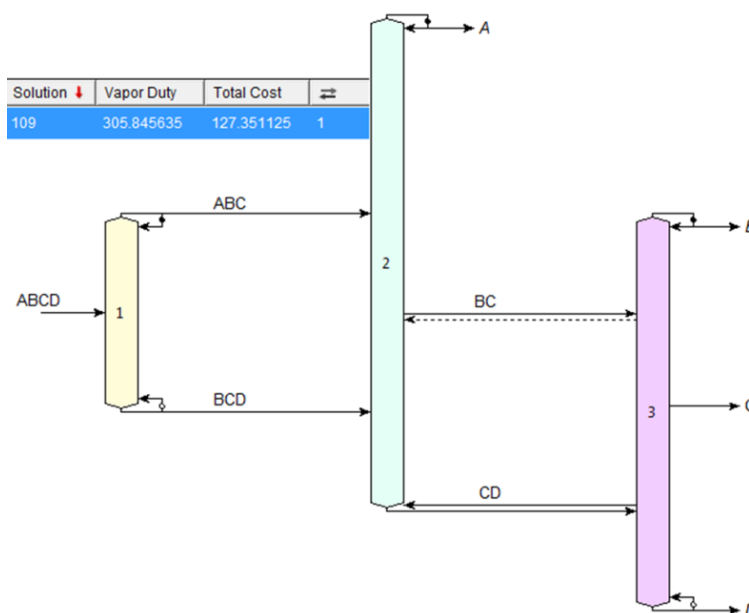 A
Solution Vapor Duty Total Cost
109 305.845635 127.351125 1
ABC
2
ABCD
1
BC
BCD
3
CD